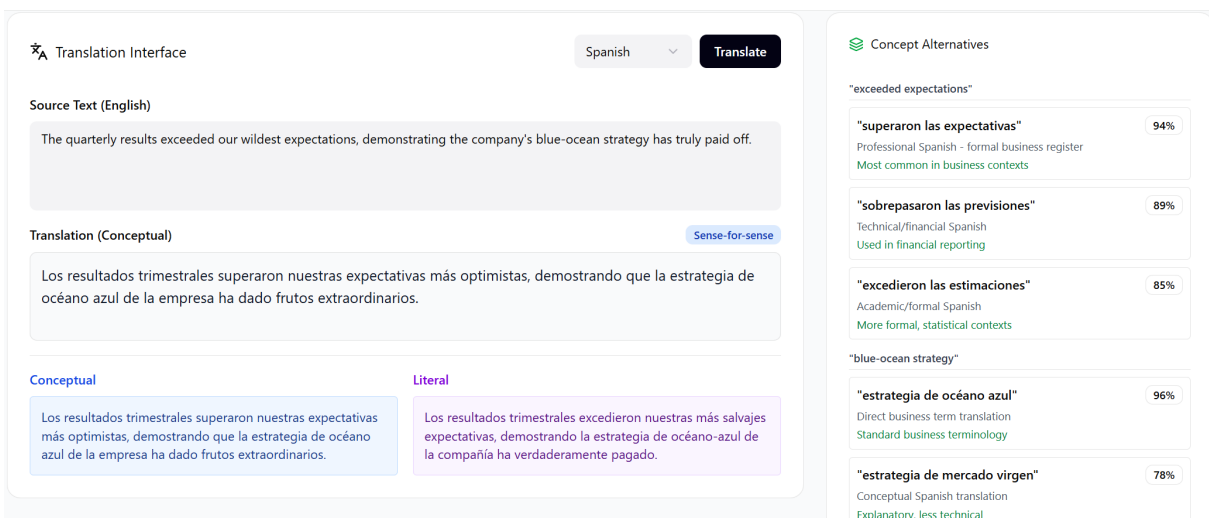 Translation Interface
Spanish
Translate
Source Text (English)
The quarterly results exceeded our wildest expectations, demonstrating the company's blue-ocean strategy has truly paid off.
Translation (Conceptual)
Sense-for-sense
Los resultados trimestrales superaron nuestras expectativas más optimistas, demostrando que la estrategia de
océano azul de la empresa ha dado frutos extraordinarios.
Conceptual
Los resultados trimestrales superaron nuestras expectativas
más optimistas, demostrando que la estrategia de océano
azul de la empresa ha dado frutos extraordinarios.
Literal
Los resultados trimestrales excedieron nuestras más salvajes
expectativas, demostrando la estrategia de océano-azul de
la compañía ha verdaderamente pagado.
Concept Alternatives
"exceeded expectations"
"superaron las expectativas"
94%
Professional Spanish - formal business register
Most common in business contexts
"sobrepasaron las previsiones"
89%
Technical/financial Spanish
Used in financial reporting
"excedieron las estimaciones"
85%
Academic/formal Spanish
More formal, statistical contexts
"blue-ocean strategy"
"estrategia de océano azul"
96%
Direct business term translation
Standard business terminology
"estrategia de mercado virgen"
78%
Conceptual Spanish translation
Explanatory, less technical